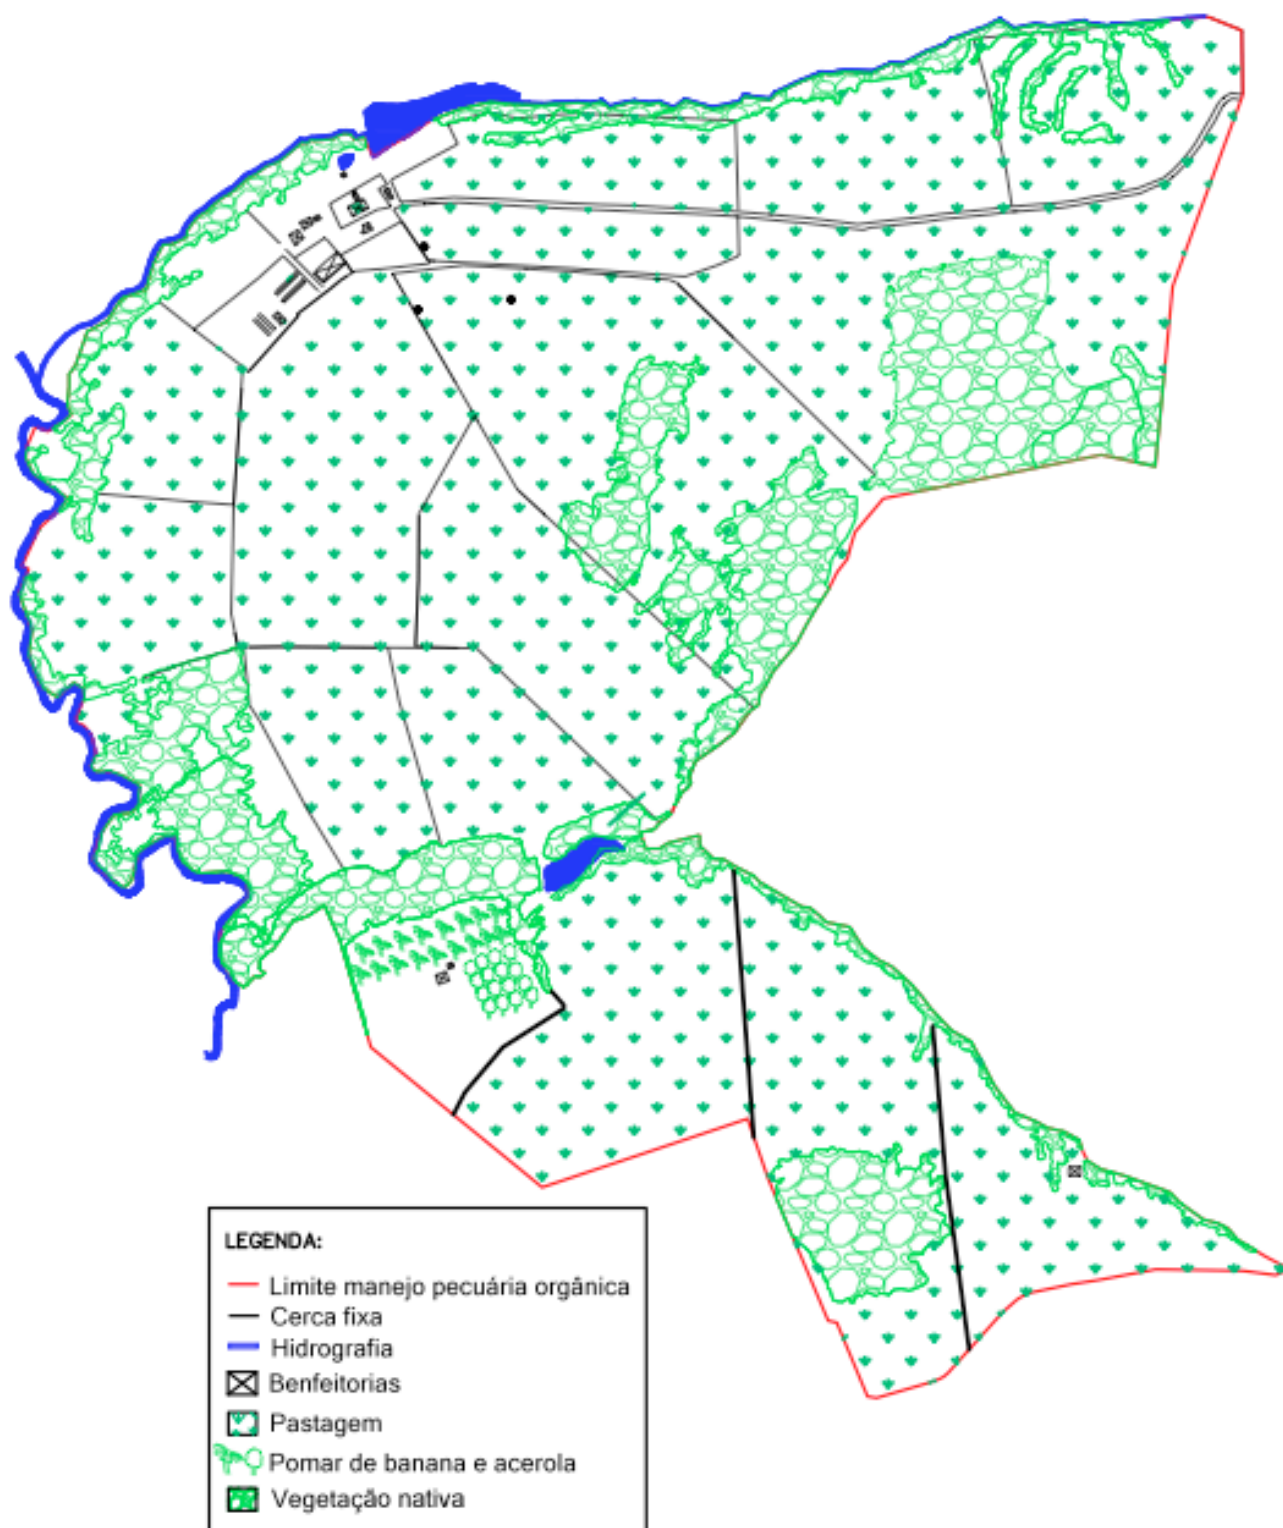 LEGENDA:
Limite manejo pecuária orgânica
Cerca fixa
Hidrografia
Benfeitorias
Pastagem
Pomar de banana e acerola
Vegetação nativa